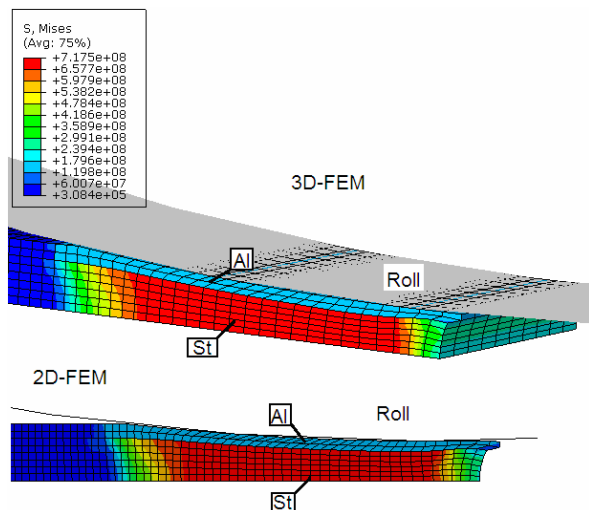 S, Mises
(Avg: 75%)
+7.175e+08
+6.577e+08
+5.979e+08
+5.382e+08
+4.784e+08
+4.186e+08
+3.589e+08
+2.991e+08
+2.394e+08
+1.796e+08
+1.198e+08
+6.007e+07
+3.084e+05
3D-FEM
Al
Roll
St
2D-FEM
Al
Roll
St